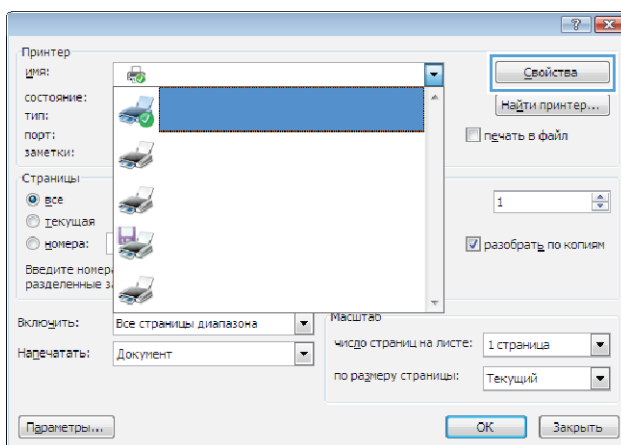 Принтер
имя:
Свойства
состояние:
Найти принтер...
тип:
порт:
печать в файл
заметки:
Страницы
все
1
текущая
номера:
разобрать по копиям
Введите
разделенные
Включить: Все страницы диапазона
Масштаб
число страниц на листе: 1 страница
Напечатать: Документ
по размеру страницы: Текущий
Параметры...
ОК
Закрыть